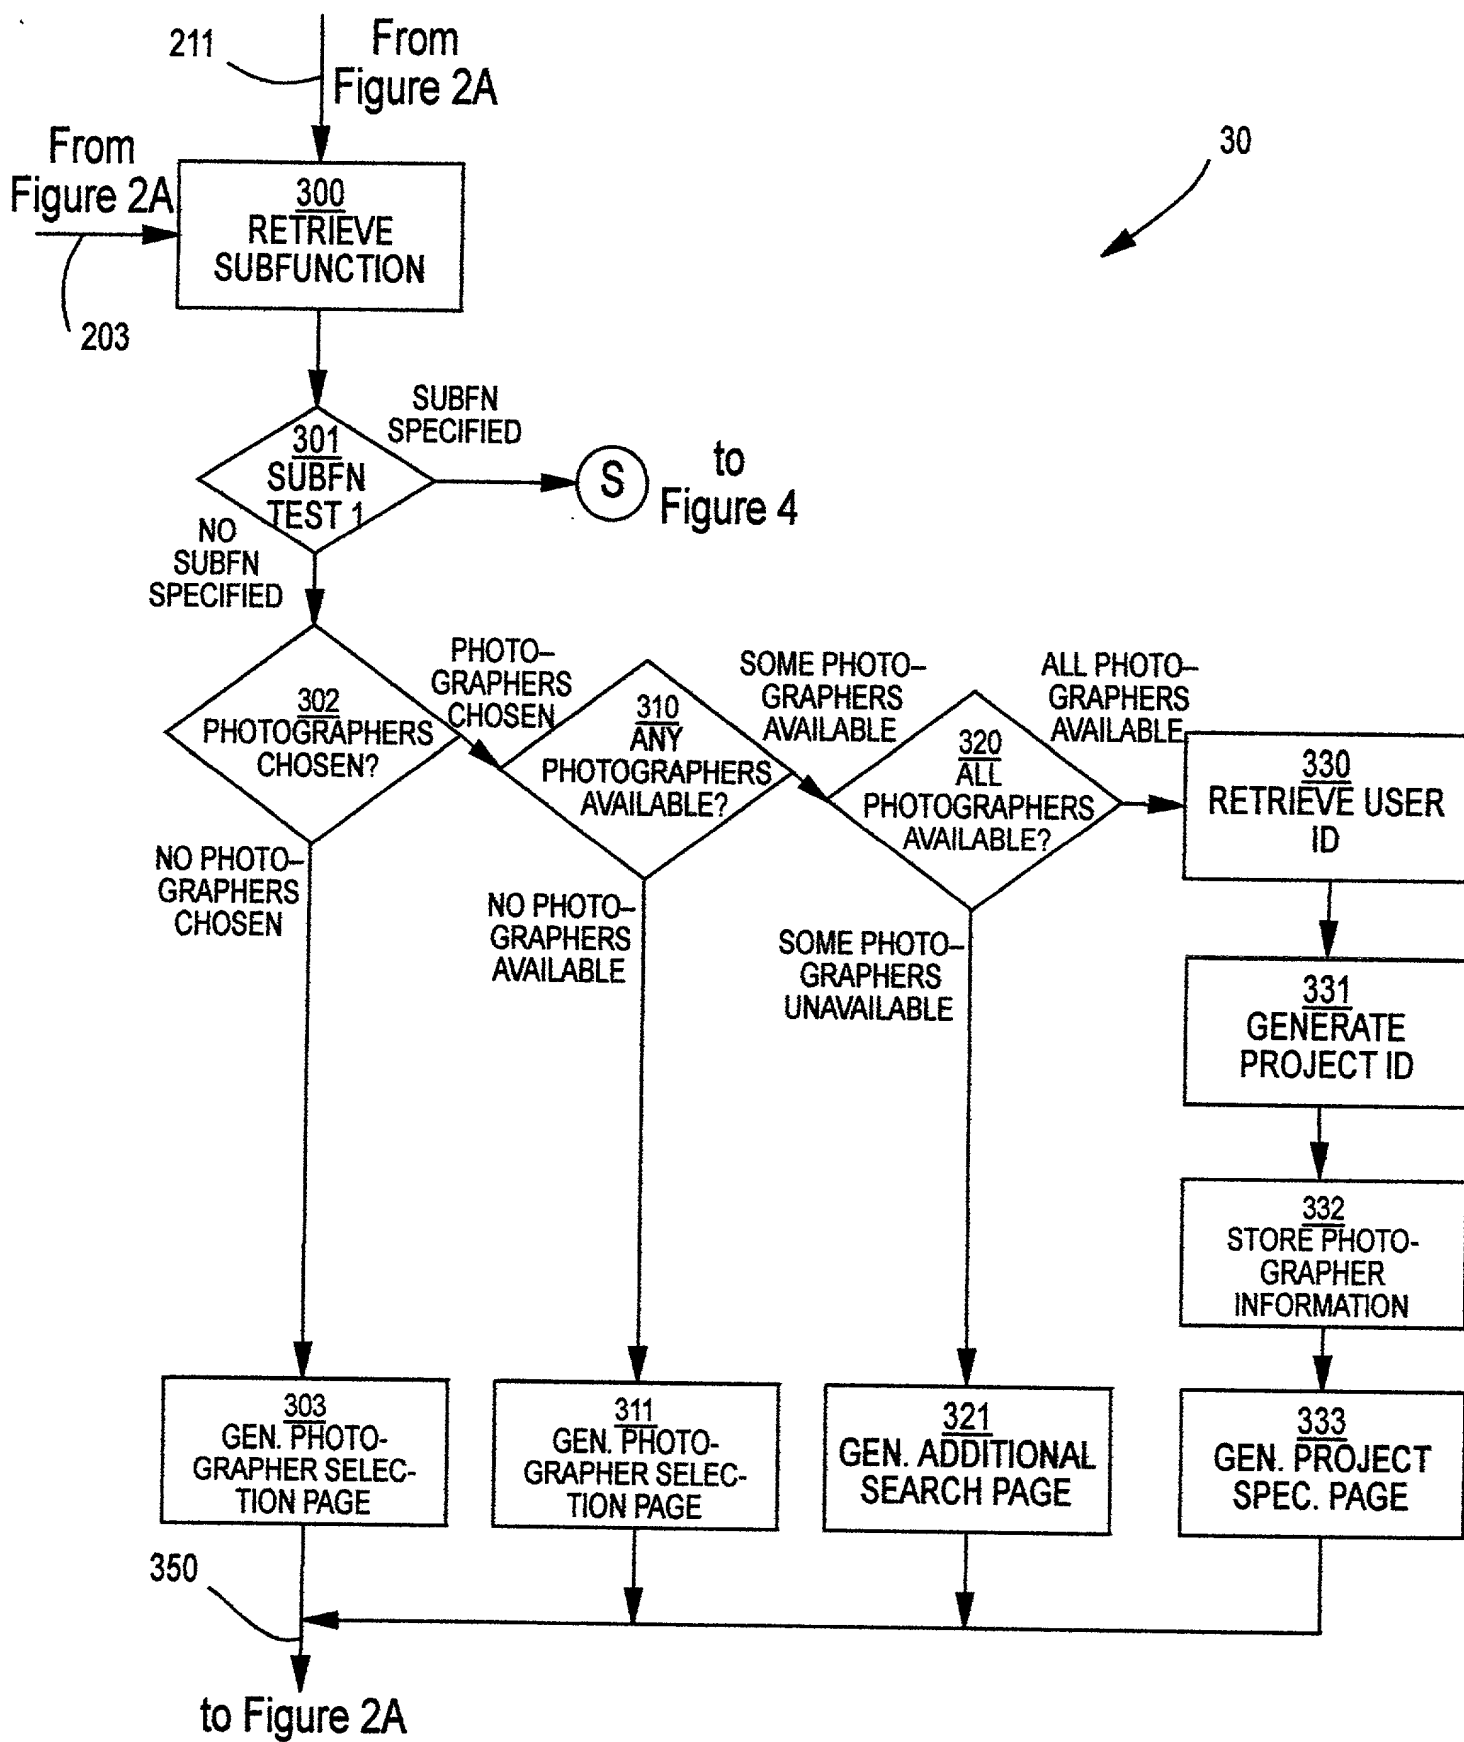 211
From
Figure 2A
From
Figure 2A
203
30
300
RETRIEVE
SUBFUNCTION
301
SUBFN
TEST 1
SUBFN
SPECIFIED
S
to
Figure 4
NO
SUBFN
SPECIFIED
302
PHOTOGRAPHERS
CHOSEN?
PHOTO–
GRAPHERS
CHOSEN
310
ANY
PHOTOGRAPHERS
AVAILABLE?
SOME PHOTO–
GRAPHERS
AVAILABLE
320
ALL
PHOTOGRAPHERS
AVAILABLE?
ALL PHOTO–
GRAPHERS
AVAILABLE
330
RETRIEVE USER
ID
NO PHOTO–
GRAPHERS
CHOSEN
NO PHOTO–
GRAPHERS
AVAILABLE
SOME PHOTO–
GRAPHERS
UNAVAILABLE
331
GENERATE
PROJECT ID
332
STORE PHOTO-
GRAPHER
INFORMATION
303
GEN. PHOTO-
GRAPHER SELEC-
TION PAGE
311
GEN. PHOTO-
GRAPHER SELEC-
TION PAGE
321
GEN. ADDITIONAL
SEARCH PAGE
333
GEN. PROJECT
SPEC. PAGE
350
to Figure 2A